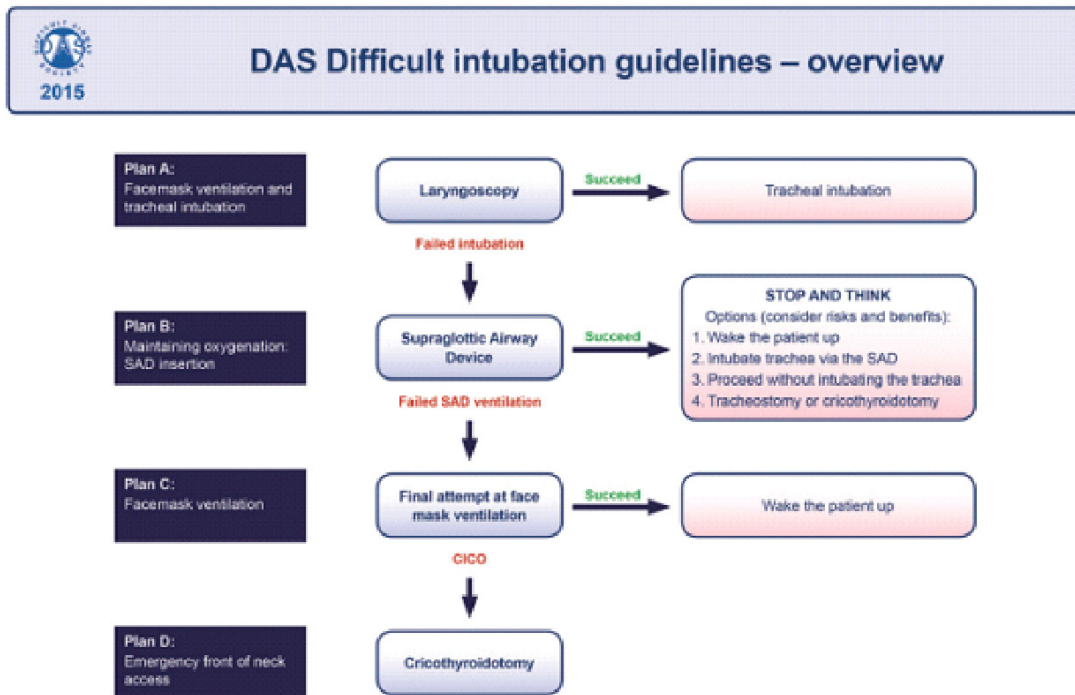 DIFFICULT AIRWAY SOCIETY
DAS
2015
DAS Difficult intubation guidelines – overview
Plan A:
Facemask ventilation and
tracheal intubation
Laryngoscopy
Succeed
Tracheal intubation
Failed intubation
Plan B:
Maintaining oxygenation:
SAD insertion
Supraglottic Airway
Device
Succeed
STOP AND THINK
Options (consider risks and benefits):
1. Wake the patient up
2. Intubate trachea via the SAD
3. Proceed without intubating the trachea
4. Tracheostomy or cricothyroidotomy
Failed SAD ventilation
Plan C:
Facemask ventilation
Final attempt at face
mask ventilation
Succeed
Wake the patient up
CICO
Plan D:
Emergency front of neck
access
Cricothyroidotomy